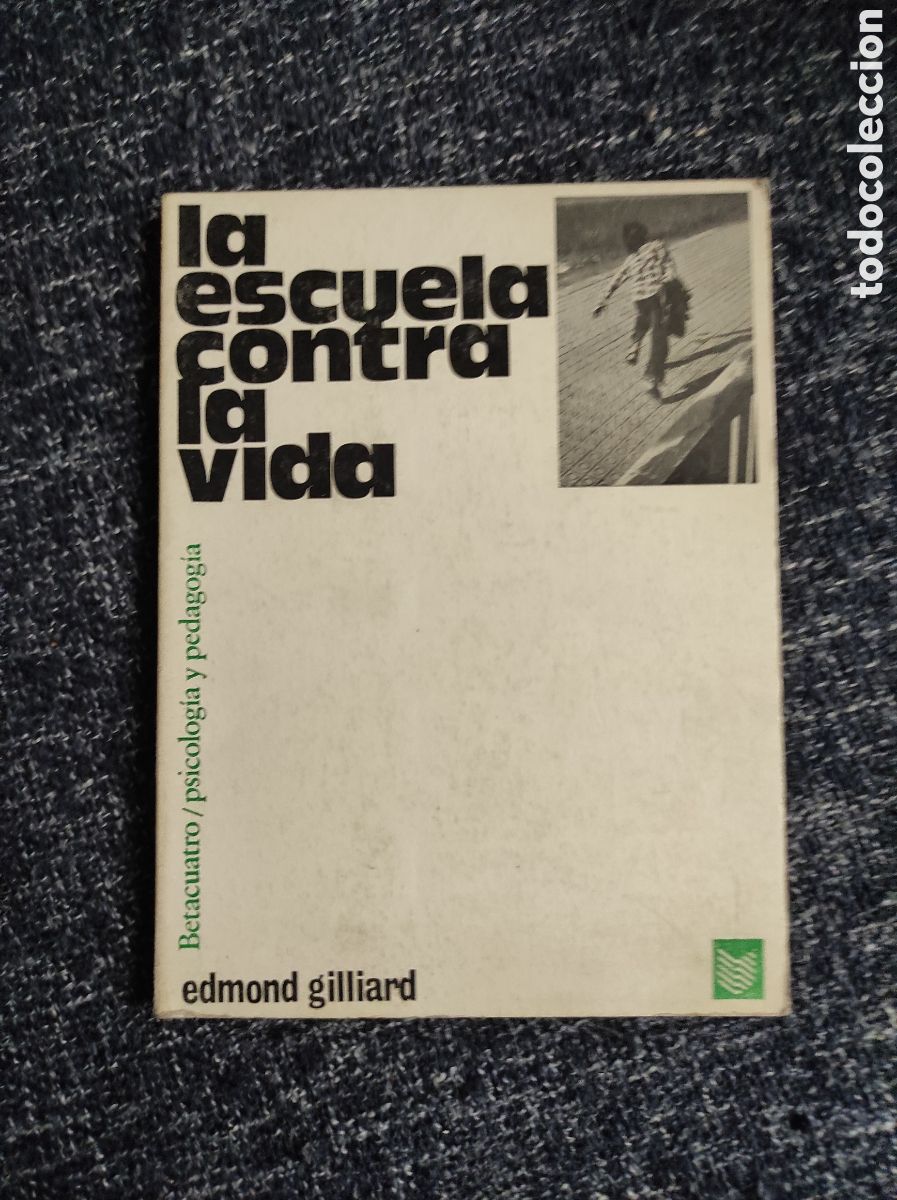 la
escuela
contra
la
vida
Betacuatro/psicología y pedagogía
edmond gilliard
todocoleccion